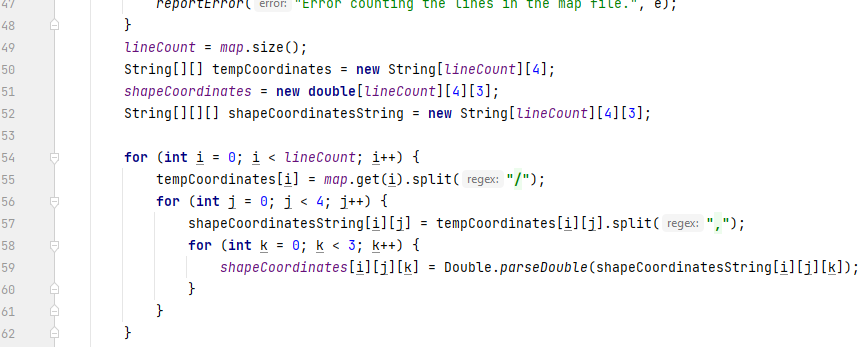 47 reportError( error: "Error counting the lines in the map file.", e);
48 }
49 lineCount = map.size();
50 String[][] tempCoordinates = new String[lineCount][4];
51 shapeCoordinates = new double[lineCount][4][3];
52 String[][][] shapeCoordinatesString = new String[lineCount][4][3];
53
54 for (int i = 0; i < lineCount; i++) {
55 tempCoordinates[i] = map.get(i).split( regex: "/");
56 for (int j = 0; j < 4; j++) {
57 shapeCoordinatesString[i][j] = tempCoordinates[i][j].split( regex: ",");
58 for (int k = 0; k < 3; k++) {
59 shapeCoordinates[i][j][k] = Double.parseDouble(shapeCoordinatesString[i][j][k]);
60 }
61 }
62 }